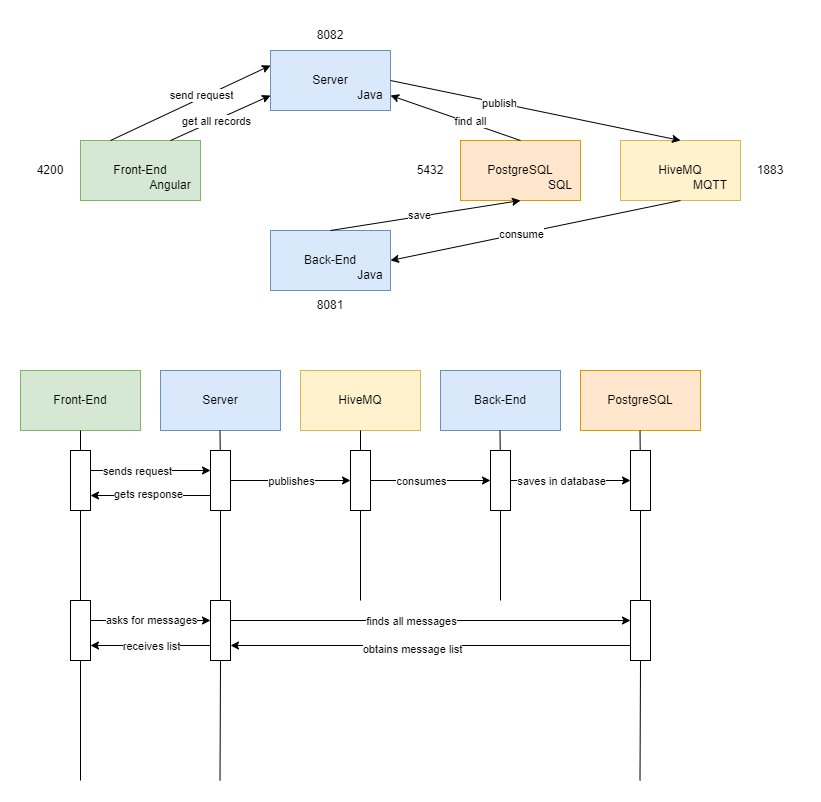 8082
Server
Java
send request
publish
get all records
find all
4200
Front-End
Angular
5432
PostgreSQL
SQL
HiveMQ
MQTT
1883
save
consume
Back-End
Java
8081
Front-End
Server
HiveMQ
Back-End
PostgreSQL
sends request
publishes
consumes
saves in database
gets response
asks for messages
finds all messages
receives list
obtains message list